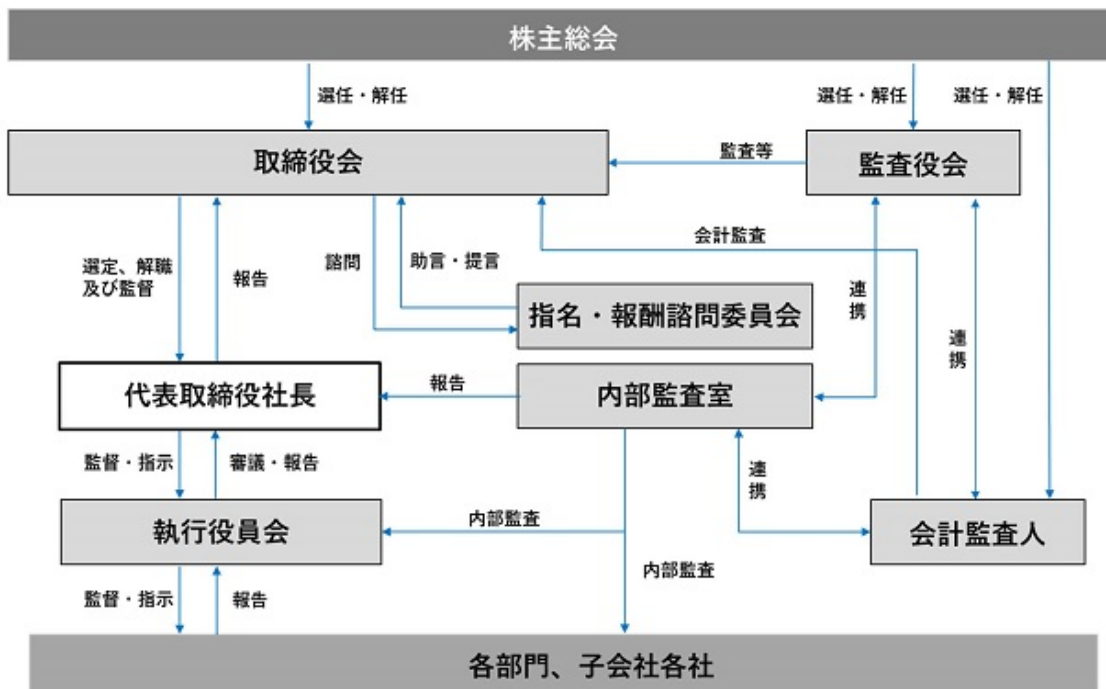 株主総会
選任・解任
選任・解任
選任・解任
取締役会
監査等
監査役会
会計監査
選定、解職
及び監督
報告
諮問
助言・提言
指名・報酬諮問委員会
連携
連携
代表取締役社長
報告
内部監査室
監督・指示
審議・報告
連携
執行役員会
内部監査
会計監査人
内部監査
監督・指示
報告
各部門、子会社各社